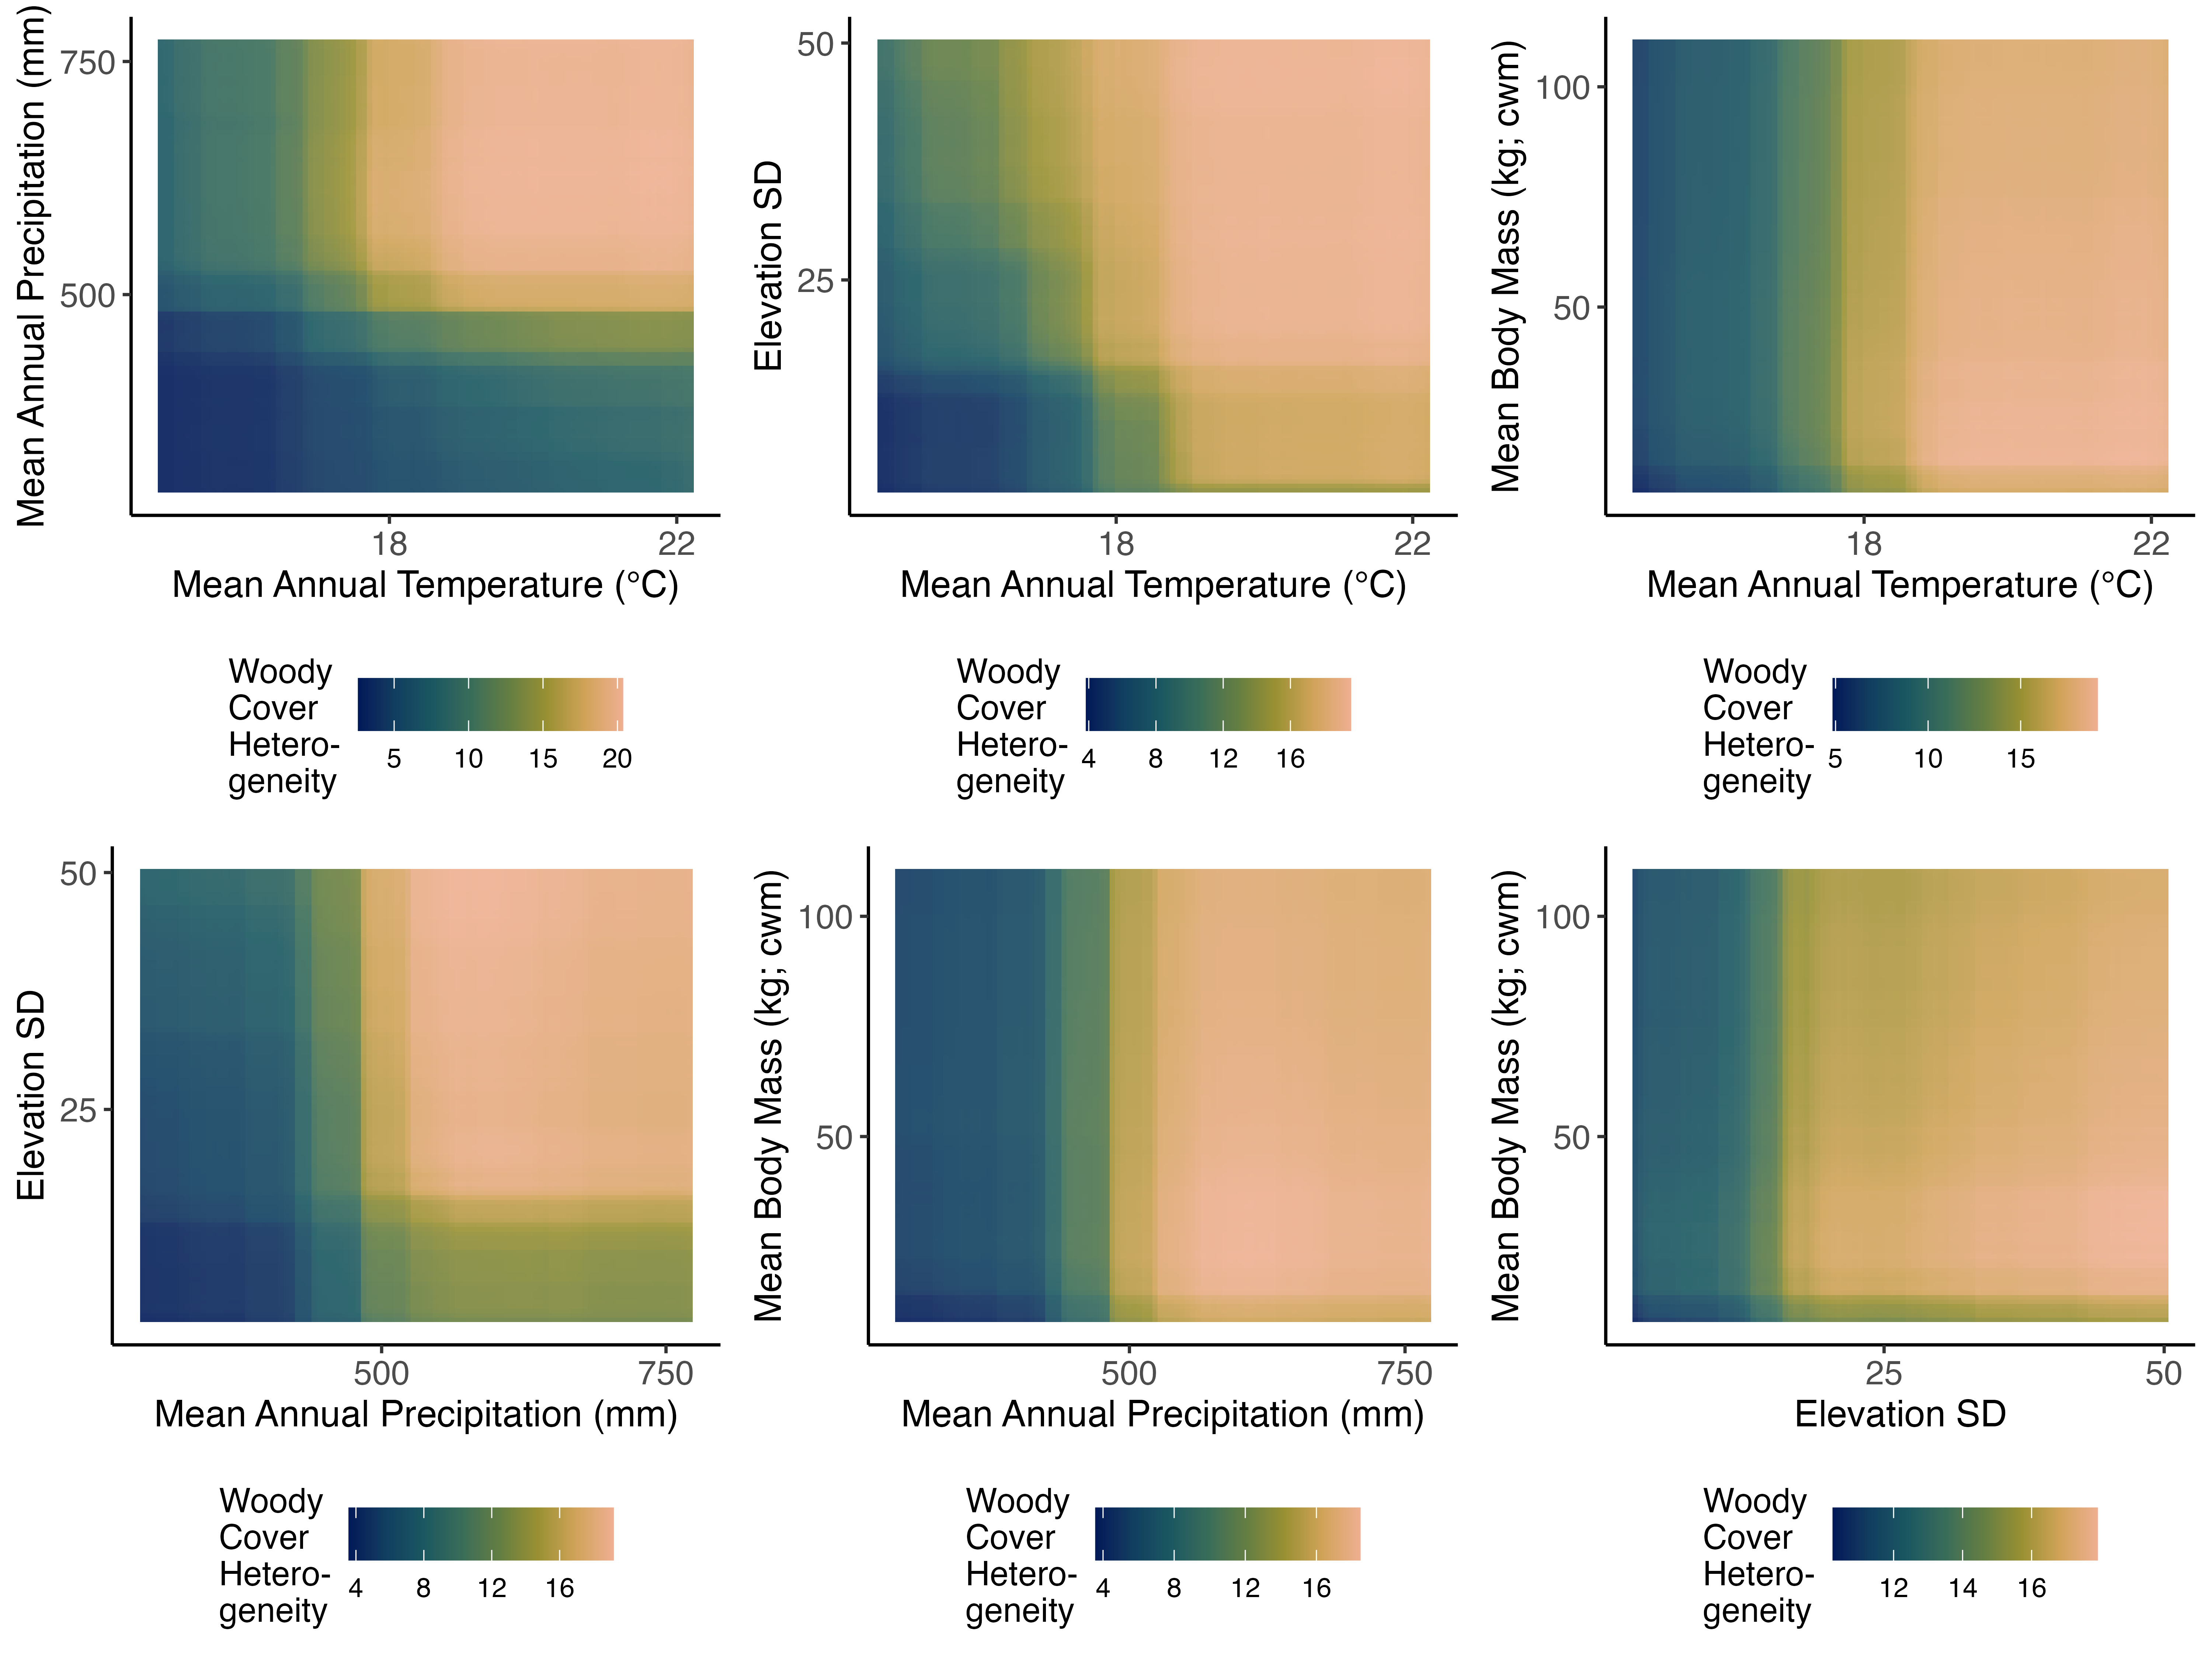 Mean Annual Precipitation (mm)
750
500
18
22
Mean Annual Temperature (°C)
Woody
Cover
Hetero-
geneity
5
10
15
20
Elevation SD
50
25
18
22
Mean Annual Temperature (°C)
Woody
Cover
Hetero-
geneity
4
8
12
16
Mean Body Mass (kg; cwm)
100
50
18
22
Mean Annual Temperature (°C)
Woody
Cover
Hetero-
geneity
5
10
15
Elevation SD
50
25
500
750
Mean Annual Precipitation (mm)
Woody
Cover
Hetero-
geneity
4
8
12
16
Mean Body Mass (kg; cwm)
100
50
500
750
Mean Annual Precipitation (mm)
Woody
Cover
Hetero-
geneity
4
8
12
16
Mean Body Mass (kg; cwm)
100
50
25
50
Elevation SD
Woody
Cover
Hetero-
geneity
12
14
16